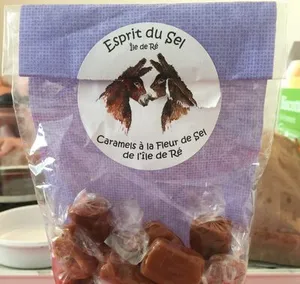 Esprit du Sel
Île de Ré
Caramels à la Fleur de Sel
de l'île de Ré